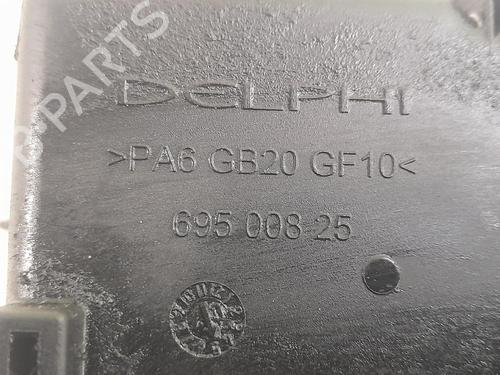 B-PARTS
DELPHI
>PA6 GB20 GF10<
695 008 25